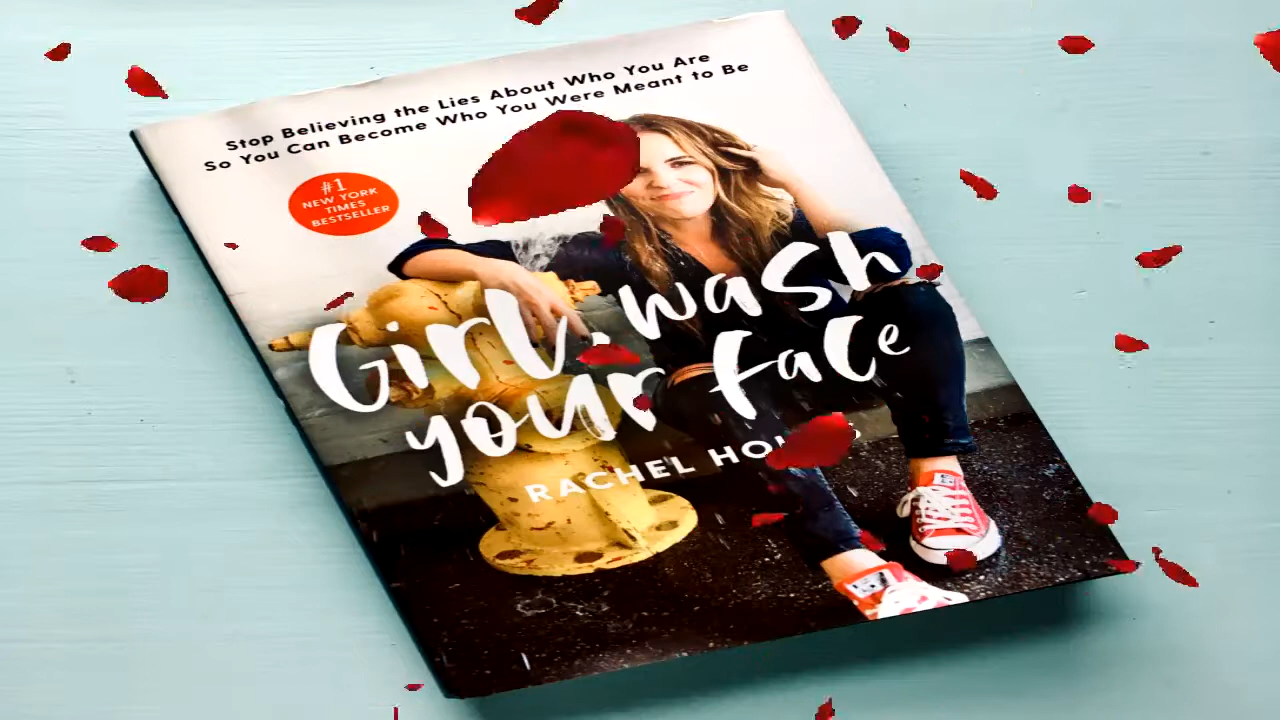 Stop Believing the Lies About Who You Are
So You Can Become Who You Were Meant to Be
#1
NEW YORK
TIMES
BESTSELLER
Girl, wash
your face
RACHEL